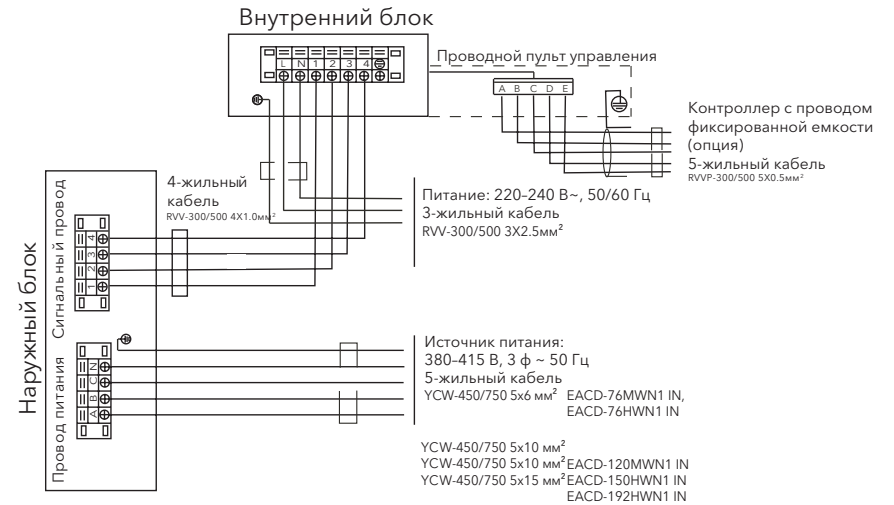 Внутренний блок
L N 1 2 3 4
Проводной пульт управления
A B C D E
Контроллер с проводом
фиксированной емкости
(опция)
5-жильный кабель
RVVP-300/500 5X0.5мм²
4-жильный
кабель
RVV-300/500 4X1.0мм²
Питание: 220–240 В~, 50/60 Гц
3-жильный кабель
RVV-300/500 3X2.5мм²
Наружный блок
Сигнальный провод
4
3
2
1
Провод питания
N
C
B
A
Источник питания:
380–415 В, 3 ф ~ 50 Гц
5-жильный кабель
YCW-450/750 5x6 мм² EACD-76MWN1 IN,
EACD-76HWN1 IN
YCW-450/750 5x10 мм²
YCW-450/750 5x10 мм² EACD-120MWN1 IN
YCW-450/750 5x15 мм² EACD-150HWN1 IN
EACD-192HWN1 IN